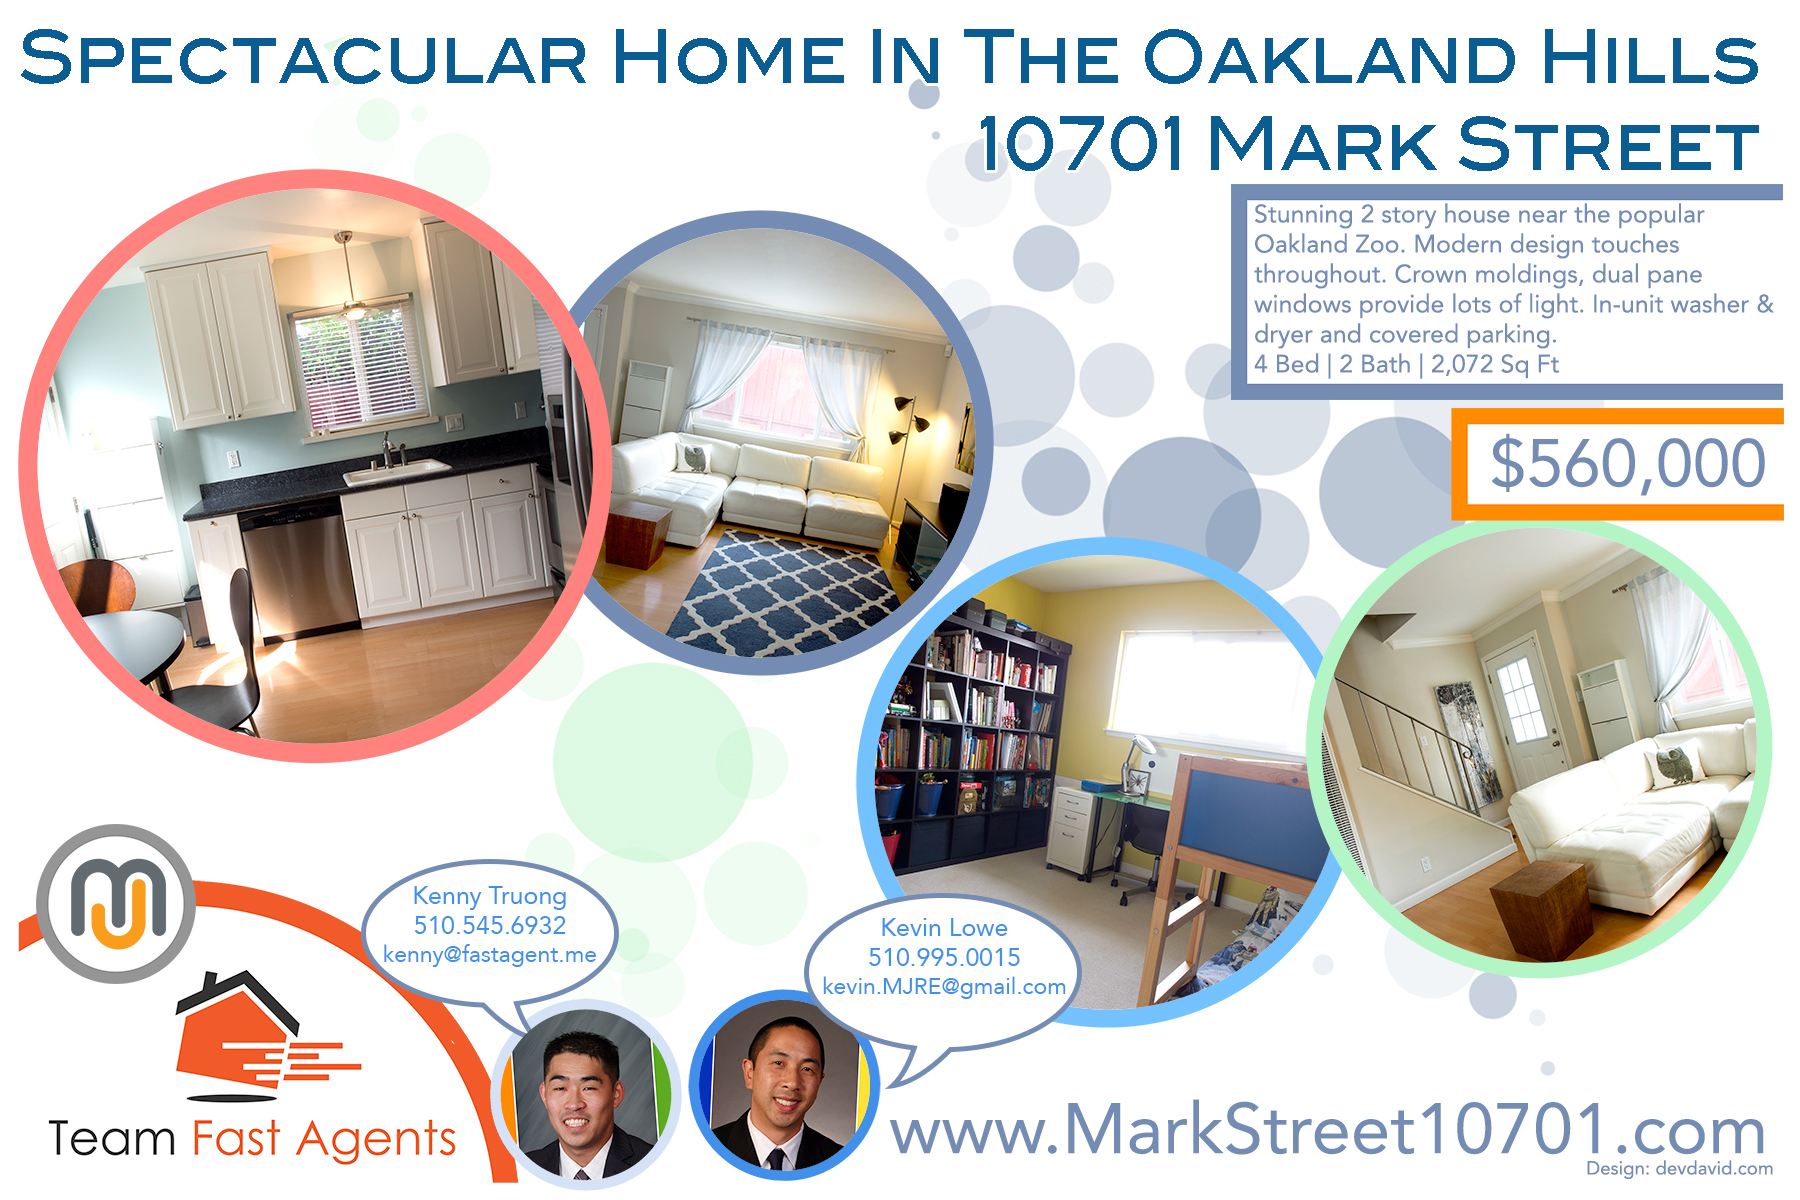 Spectacular Home In The Oakland Hills
10701 Mark Street
Stunning 2 story house near the popular
Oakland Zoo. Modern design touches
throughout. Crown moldings, dual pane
windows provide lots of light. In-unit washer &
dryer and covered parking.
4 Bed | 2 Bath | 2,072 Sq Ft
$560,000
Kenny Truong
510.545.6932
kenny@fastagent.me
Kevin Lowe
510.995.0015
kevin.MJRE@gmail.com
Team Fast Agents
www.MarkStreet10701.com
Design: devdavid.com